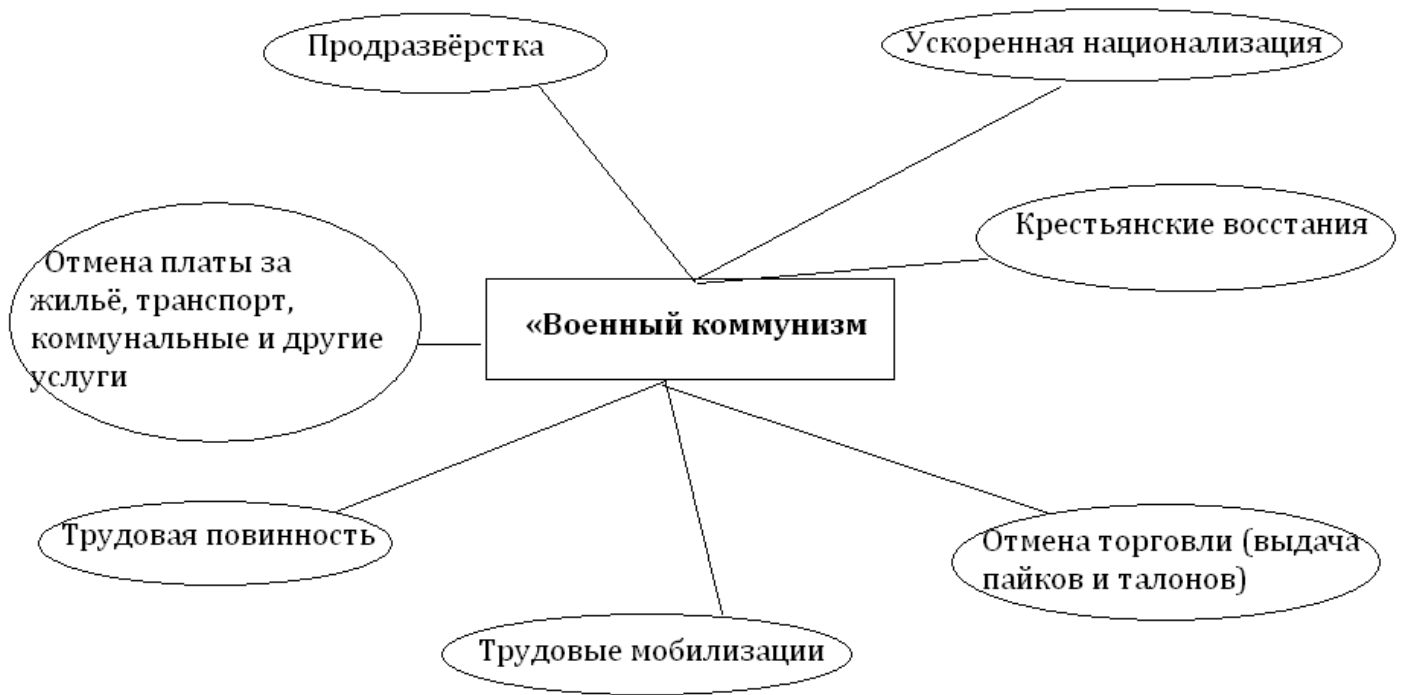 Продразвёрстка
Ускоренная национализация
Крестьянские восстания
Отмена платы за
жильё, транспорт,
коммунальные и другие
услуги
«Военный коммунизм
Трудовая повинность
Отмена торговли (выдача
пайков и талонов)
Трудовые мобилизации